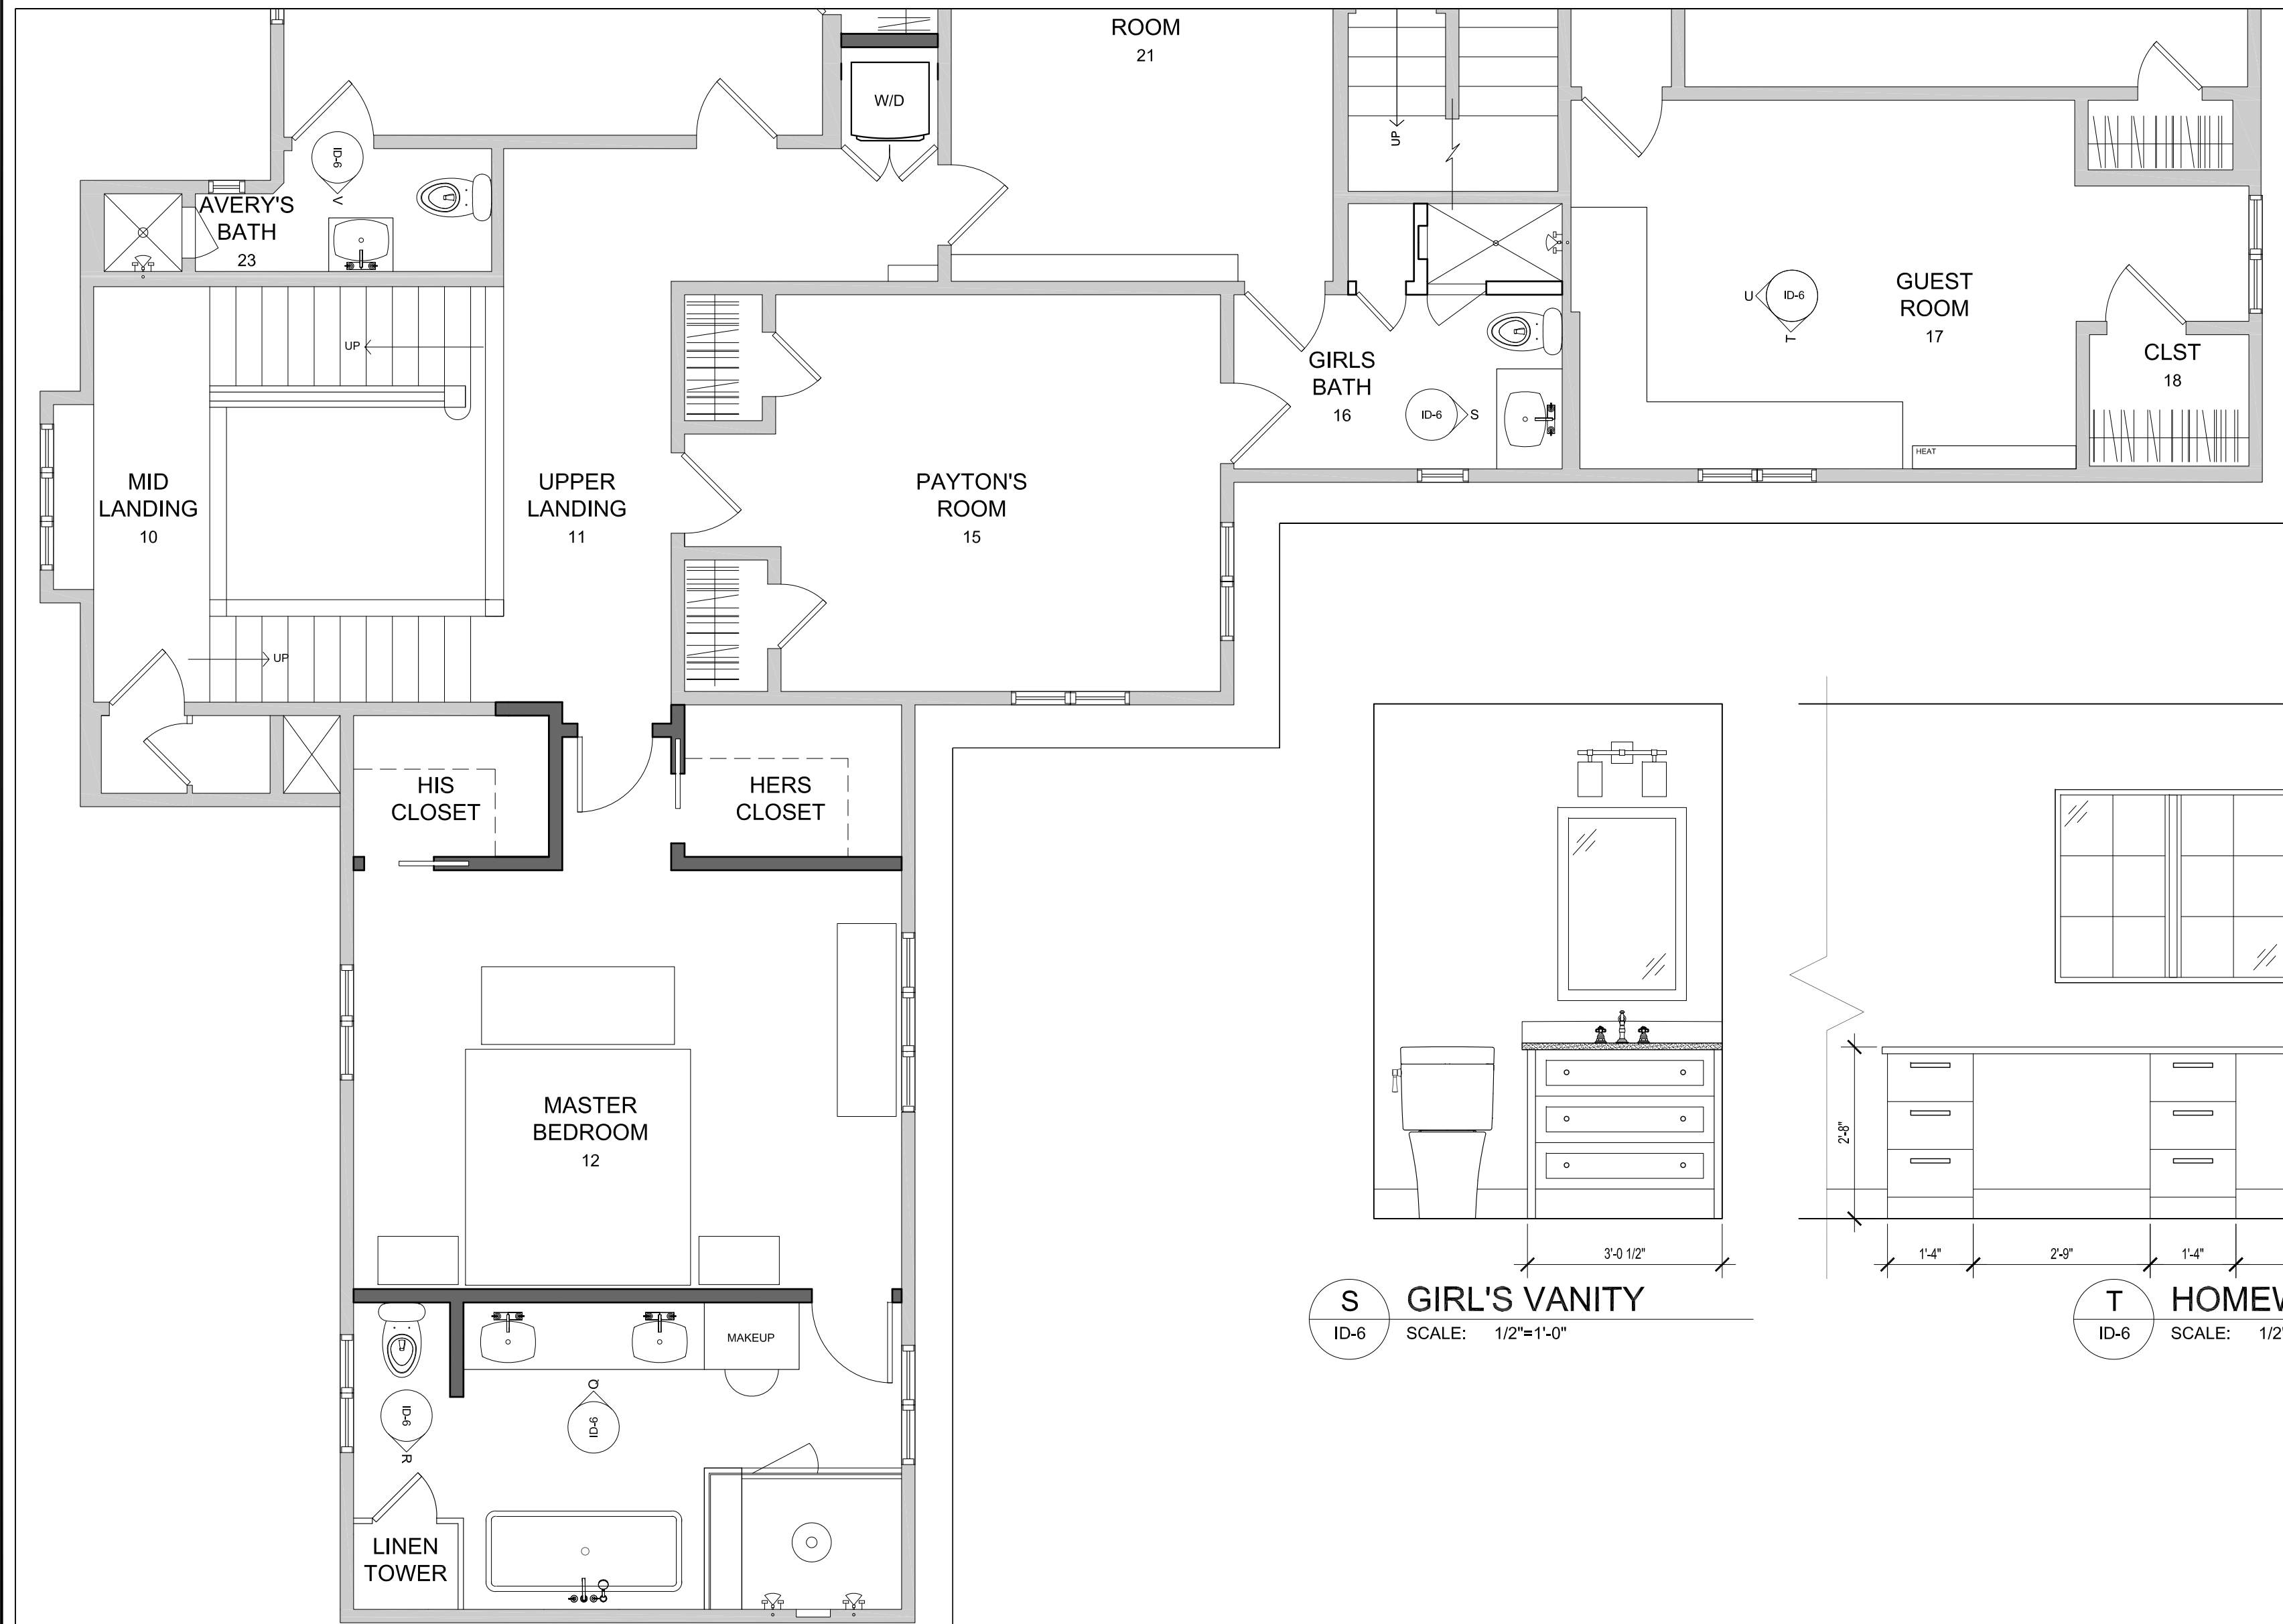 ROOM
21
W/D
UP
ID-6
V
AVERY'S
BATH
23
UP
GUEST
ROOM
17
U
ID-6
T
CLST
18
GIRLS
BATH
16
ID-6
S
HEAT
MID
LANDING
10
UPPER
LANDING
11
PAYTON'S
ROOM
15
UP
HIS
CLOSET
HERS
CLOSET
MASTER
BEDROOM
12
MAKEUP
ID-6
R
Q
ID-6
LINEN
TOWER
2'-8"
3'-0 1/2"
1'-4"
2'-9"
1'-4"
S
ID-6
GIRL'S VANITY
SCALE: 1/2"=1'-0"
T
ID-6
HOMEW
SCALE: 1/2"